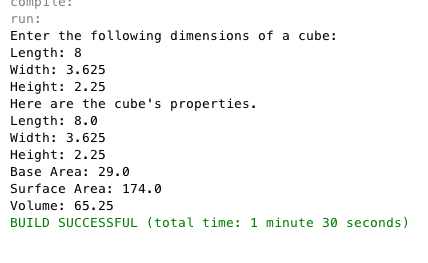 compile:
run:
Enter the following dimensions of a cube:
Length: 8
Width: 3.625
Height: 2.25
Here are the cube's properties.
Length: 8.0
Width: 3.625
Height: 2.25
Base Area: 29.0
Surface Area: 174.0
Volume: 65.25
BUILD SUCCESSFUL (total time: 1 minute 30 seconds)